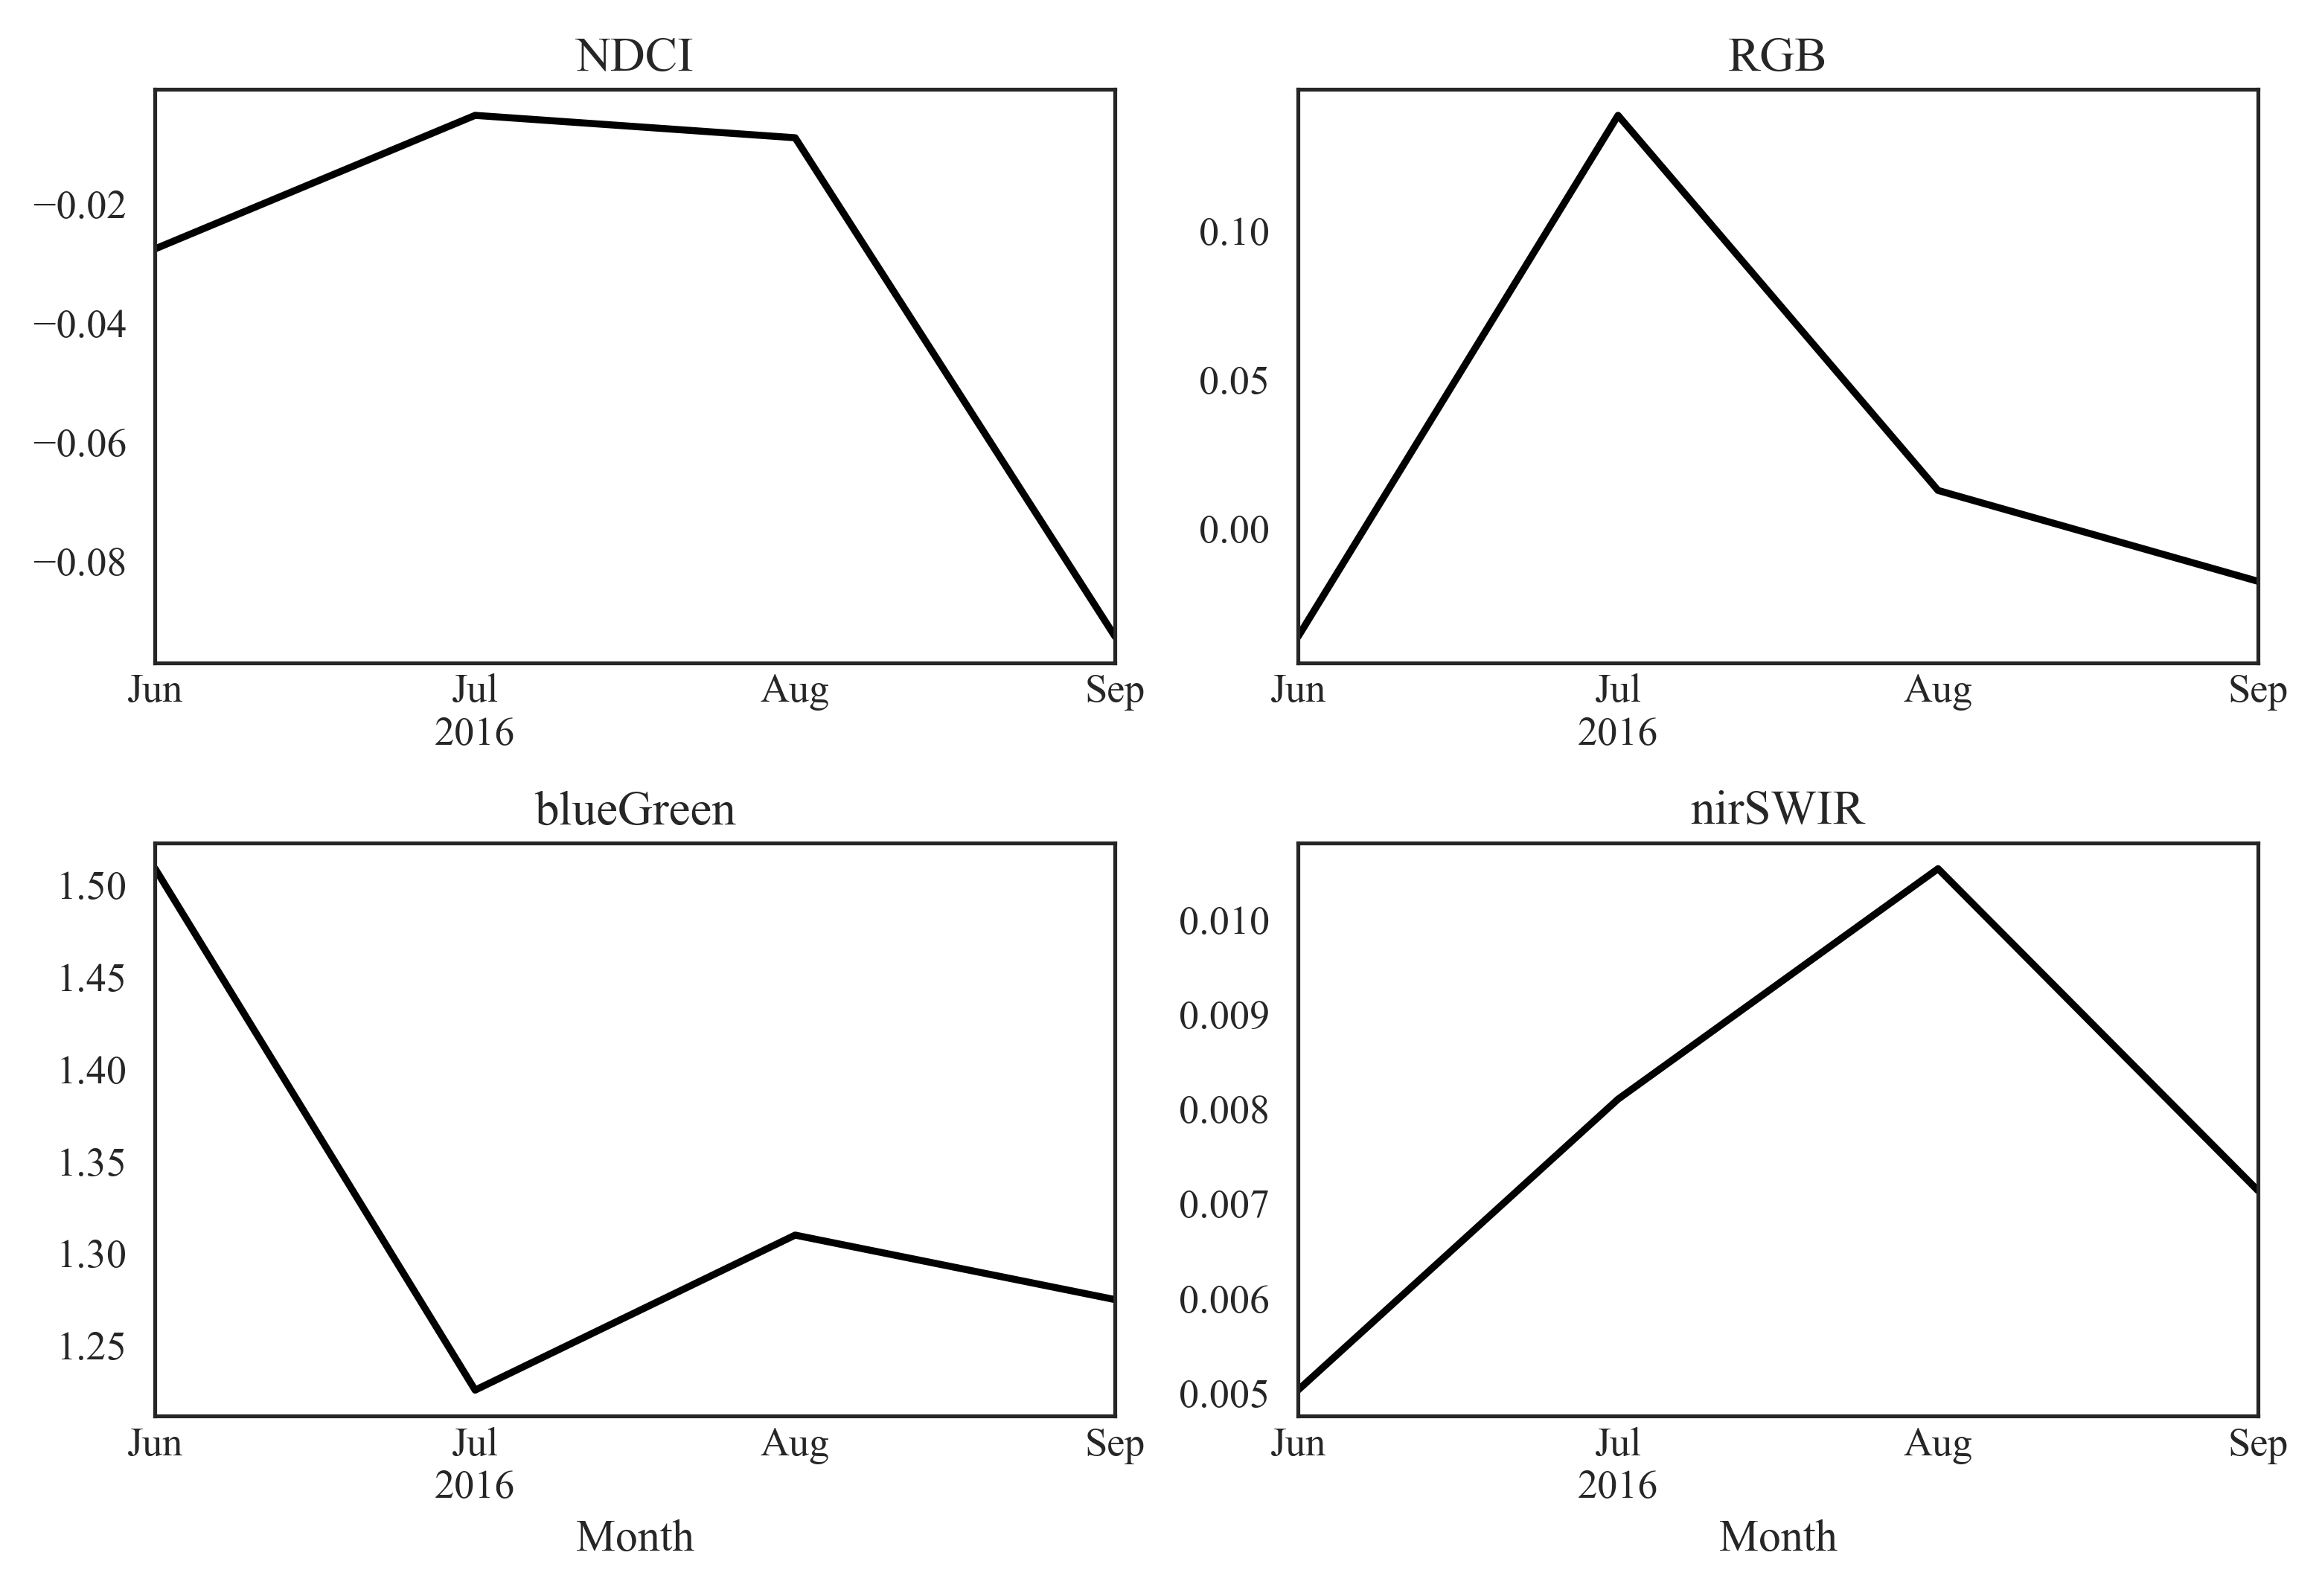 NDCI
−0.02
−0.04
−0.06
−0.08
Jun Jul Aug Sep
2016
RGB
0.10
0.05
0.00
Jun Jul Aug Sep
2016
blueGreen
1.50
1.45
1.40
1.35
1.30
1.25
Jun Jul Aug Sep
2016
Month
nirSWIR
0.010
0.009
0.008
0.007
0.006
0.005
Jun Jul Aug Sep
2016
Month